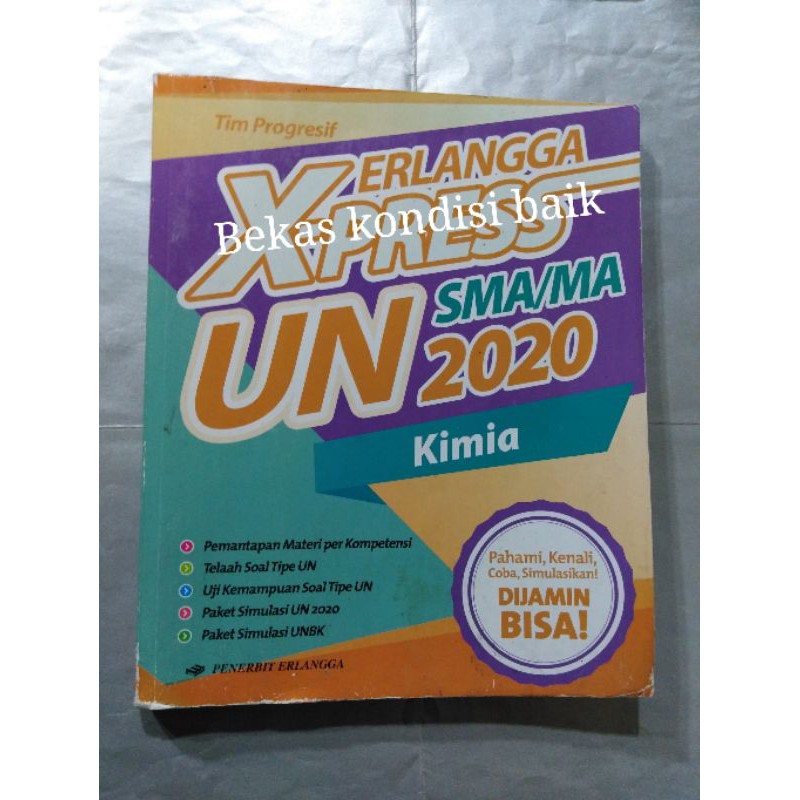 Tim Progresif
ERLANGGA
XPRESS
Bekas kondisi baik
UN SMA/MA
2020
Kimia
Pemantapan Materi per Kompetensi
Telaah Soal Tipe UN
Uji Kemampuan Soal Tipe UN
Paket Simulasi UN 2020
Paket Simulasi UNBK
PENERBIT ERLANGGA
Pahami, Kenali,
Coba, Simulasikan!
DIJAMIN
BISA!